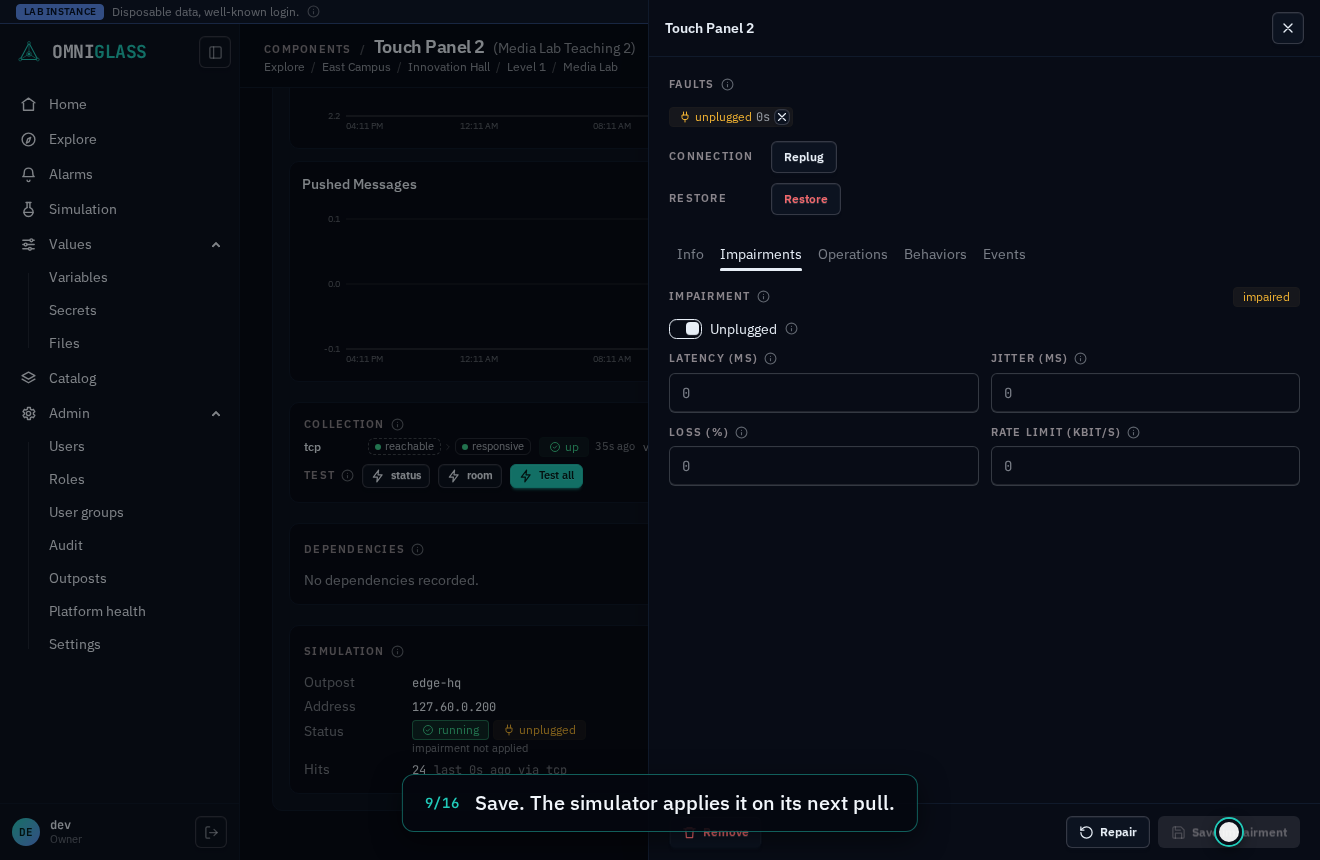 LAB INSTANCE Disposable data, well-known login.
OMNIGLASS
Home
Explore
Alarms
Simulation
Values
Variables
Secrets
Files
Catalog
Admin
Users
Roles
User groups
Audit
Outposts
Platform health
Settings
DE dev
Owner
COMPONENTS / Touch Panel 2 (Media Lab Teaching 2)
Explore / East Campus / Innovation Hall / Level 1 / Media Lab
2.2
04:11 PM 12:11 AM 08:11 AM
Pushed Messages
0.1
0.0
-0.1
04:11 PM 12:11 AM 08:11 AM
COLLECTION
tcp reachable › responsive up 35s ago
TEST status room Test all
DEPENDENCIES
No dependencies recorded.
SIMULATION
Outpost edge-hq
Address 127.60.0.200
Status running unplugged
impairment not applied
Hits 24 last 0s ago via tcp
Touch Panel 2
FAULTS
unplugged 0s
CONNECTION Replug
RESTORE Restore
Info Impairments Operations Behaviors Events
IMPAIRMENT impaired
Unplugged
LATENCY (MS) JITTER (MS)
0 0
LOSS (%) RATE LIMIT (KBIT/S)
0 0
9/16 Save. The simulator applies it on its next pull.
Remove Repair